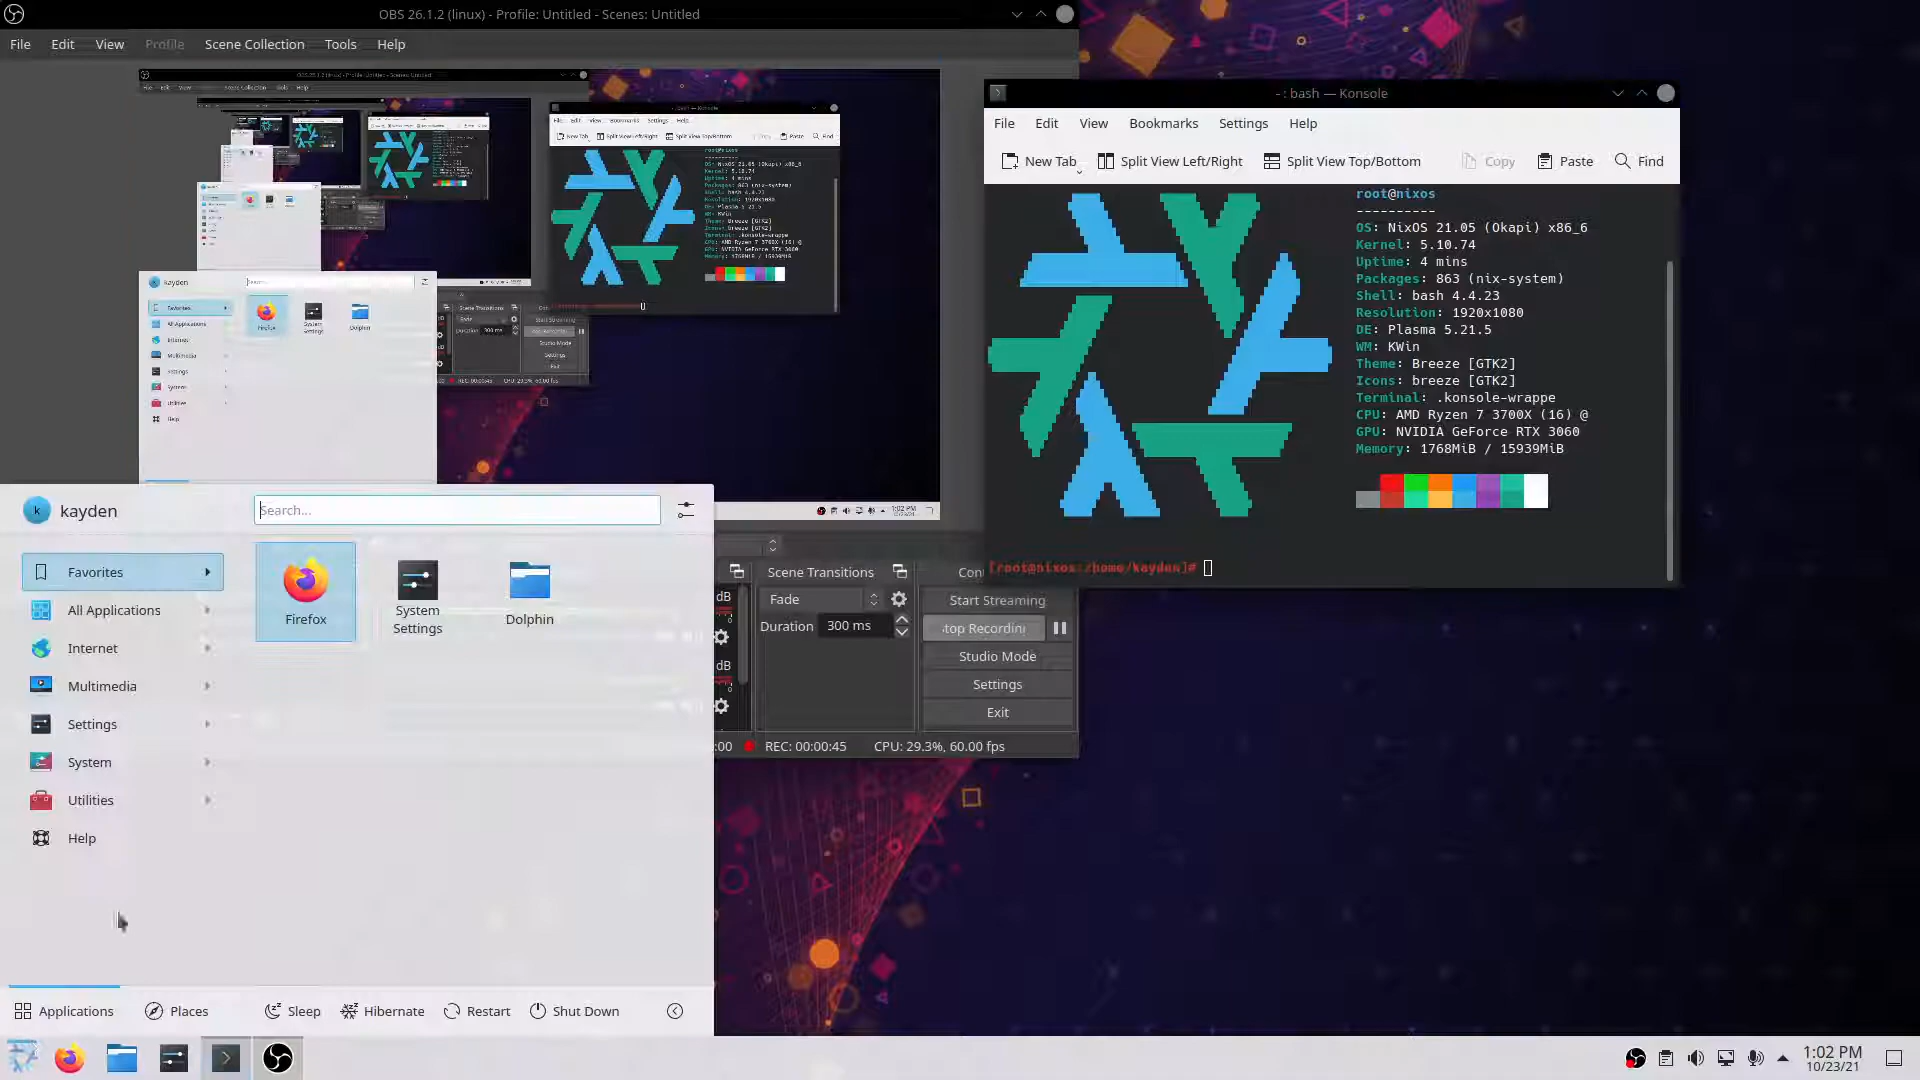 OBS 26.1.2 (linux) - Profile: Untitled - Scenes: Untitled
File Edit View Profile Scene Collection Tools Help
- : bash — Konsole
File Edit View Bookmarks Settings Help
New Tab Split View Left/Right Split View Top/Bottom Copy Paste Find
root@nixos
----------
OS: NixOS 21.05 (Okapi) x86_6
Kernel: 5.10.74
Uptime: 4 mins
Packages: 863 (nix-system)
Shell: bash 4.4.23
Resolution: 1920x1080
DE: Plasma 5.21.5
WM: KWin
Theme: Breeze [GTK2]
Icons: breeze [GTK2]
Terminal: .konsole-wrappe
CPU: AMD Ryzen 7 3700X (16) @
GPU: NVIDIA GeForce RTX 3060
Memory: 1768MiB / 15939MiB
[root@nixos:/home/kayden]#
k kayden
Search...
Favorites
All Applications
Internet
Multimedia
Settings
System
Utilities
Help
Firefox
System Settings
Dolphin
dB
dB
Scene Transitions
Fade
Duration 300 ms
Con
Start Streaming
top Recordin
Studio Mode
Settings
Exit
:00 REC: 00:00:45 CPU: 29.3%, 60.00 fps
Applications Places Sleep Hibernate Restart Shut Down
1:02 PM
10/23/21